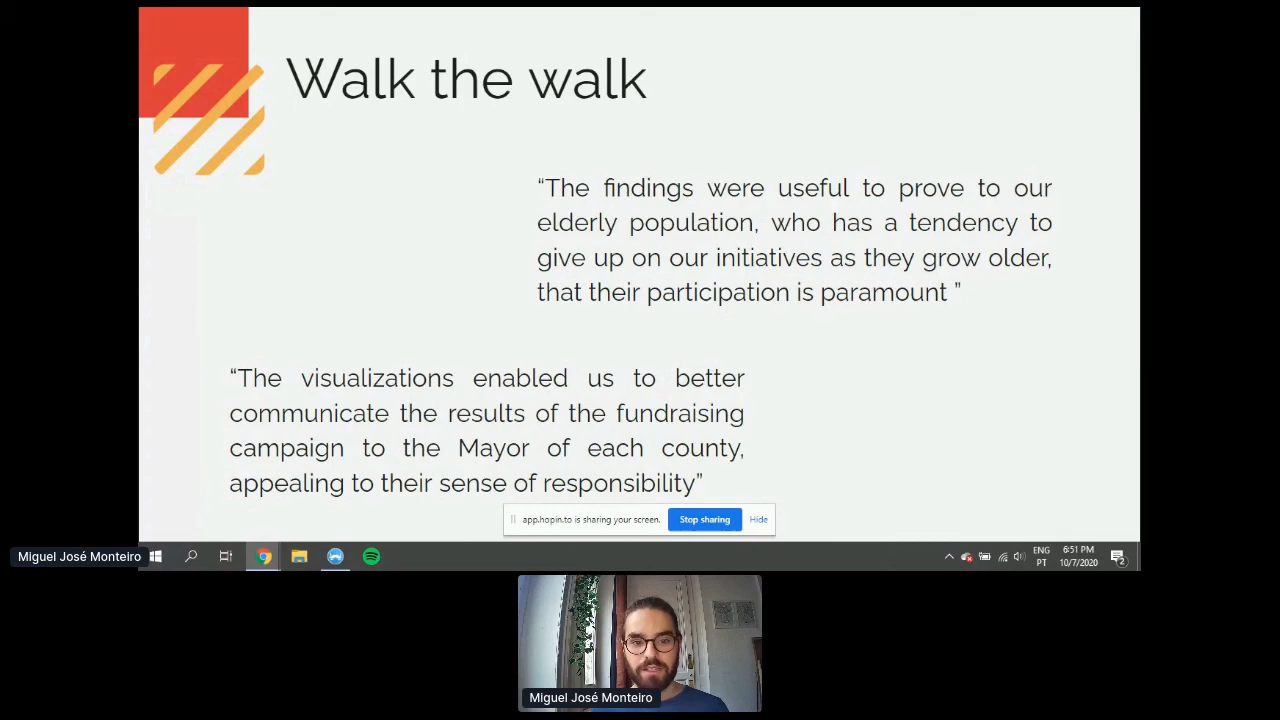 Walk the walk
“The findings were useful to prove to our
elderly population, who has a tendency to
give up on our initiatives as they grow older,
that their participation is paramount ”
“The visualizations enabled us to better
communicate the results of the fundraising
campaign to the Mayor of each county,
appealing to their sense of responsibility”
app.hopin.to is sharing your screen.
Stop sharing
Hide
Miguel José Monteiro
ENG
PT
6:51 PM
10/7/2020
2
Miguel José Monteiro